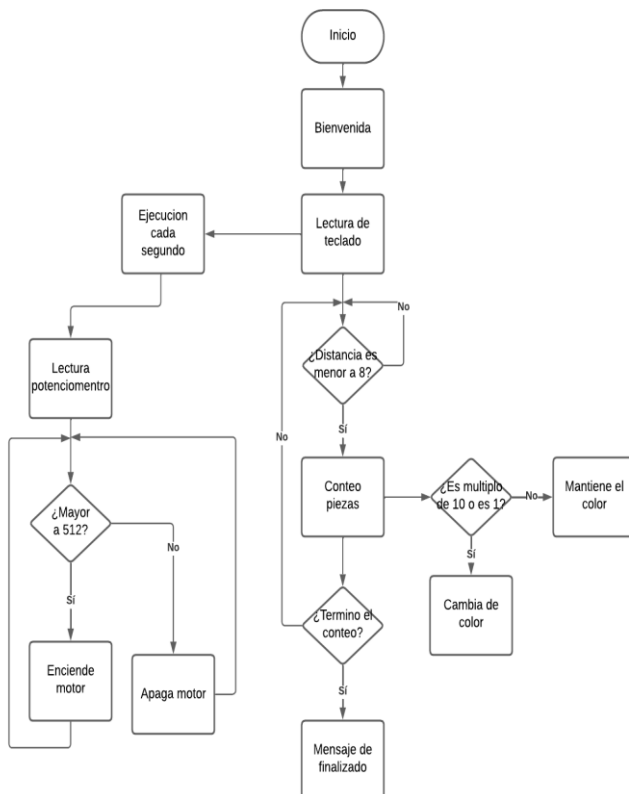 Inicio
Bienvenida
Lectura de
teclado
Ejecucion
cada
segundo
Lectura
potenciomentro
¿Mayor
a 512?
No
Sí
Enciende
motor
Apaga motor
No
¿Distancia es
menor a 8?
Sí
No
Conteo
piezas
¿Es multiplo
de 10 o es 1?
No
Mantiene el
color
Sí
Cambia de
color
¿Termino el
conteo?
Sí
Mensaje de
finalizado